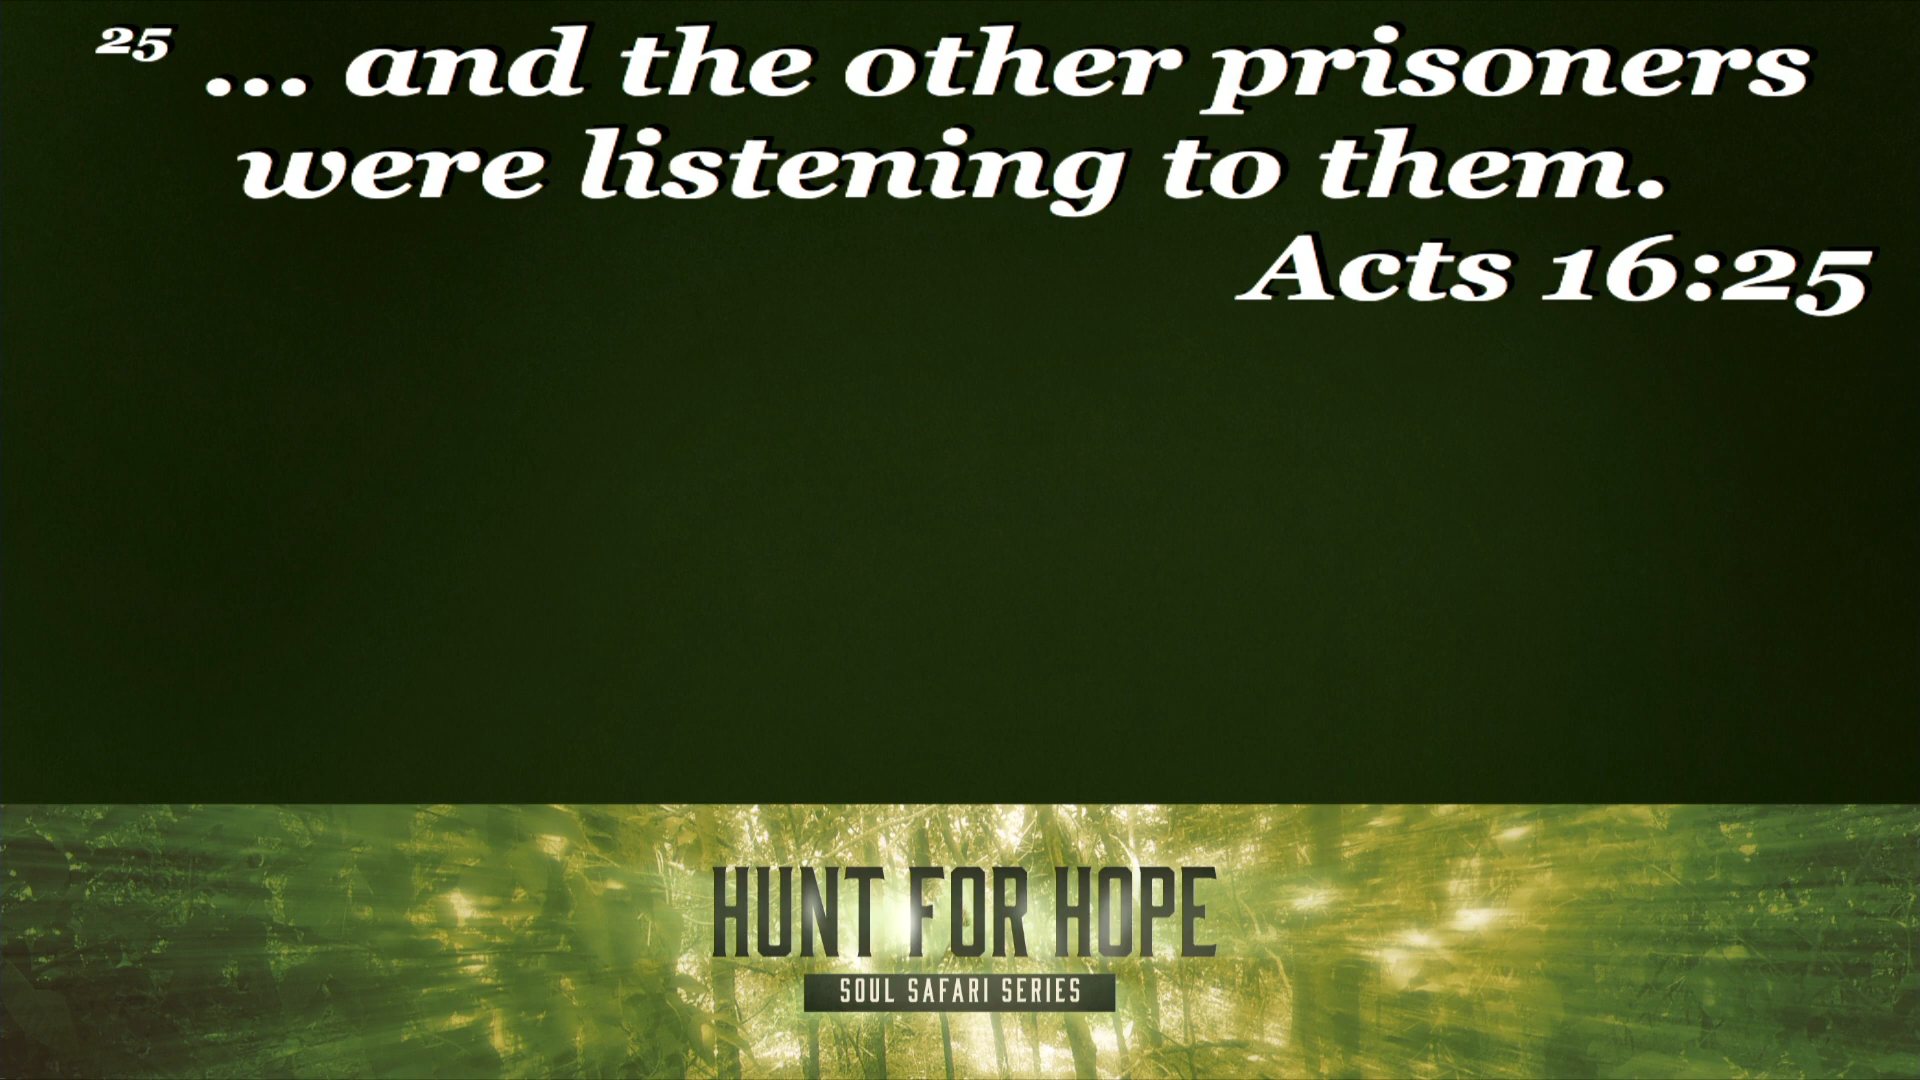 25 ... and the other prisoners
were listening to them.
Acts 16:25
HUNT FOR HOPE
SOUL SAFARI SERIES